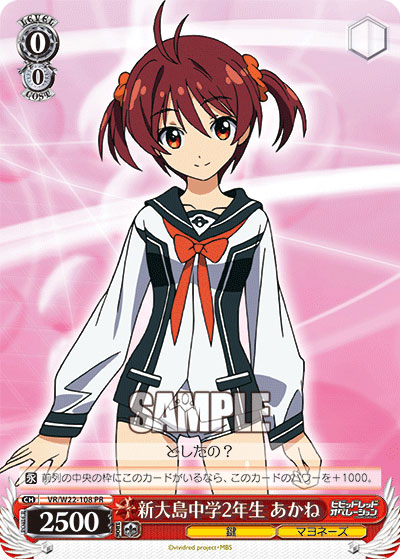 LEVEL
0
0
COST
SAMPLE
どしたの？
永 前列の中央の枠にこのカードがいるなら、このカードのパワーを＋1000。
CH VR/W22-108 PR
2500
新大島中学2年生 あかね
ビビッドレッド・オペレーション
鍵
マヨネーズ
©vividred project・MBS